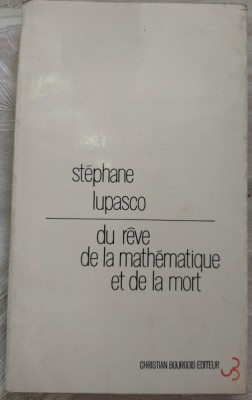 stéphane
lupasco
du rêve
de la mathématique
et de la mort
CHRISTIAN BOURGOIS EDITEUR